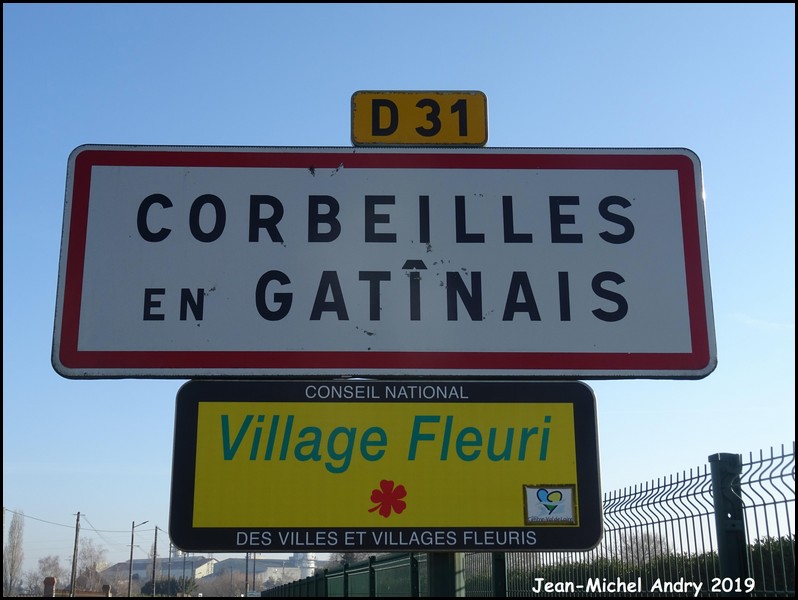 D 31
CORBEILLES
EN GATÎNAIS
CONSEIL NATIONAL
Village Fleuri
DES VILLES ET VILLAGES FLEURIS
Jean-Michel Andry 2019